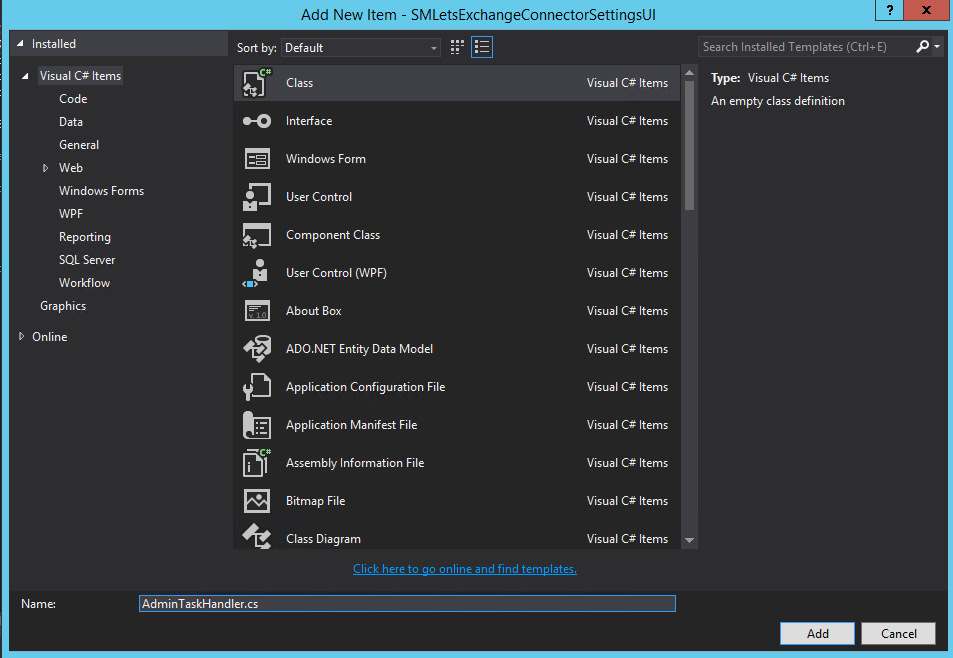 Add New Item - SMLetsExchangeConnectorSettingsUI
?
x
Installed
Sort by: Default
Search Installed Templates (Ctrl+E)
Visual C# Items
Code
Data
General
Web
Windows Forms
WPF
Reporting
SQL Server
Workflow
Graphics
Online
C#
Class Visual C# Items
Interface Visual C# Items
Windows Form Visual C# Items
User Control Visual C# Items
Component Class Visual C# Items
User Control (WPF) Visual C# Items
v 1.0
About Box Visual C# Items
ADO.NET Entity Data Model Visual C# Items
Application Configuration File Visual C# Items
Application Manifest File Visual C# Items
C#
Assembly Information File Visual C# Items
Bitmap File Visual C# Items
Class Diagram Visual C# Items
Type: Visual C# Items
An empty class definition
Click here to go online and find templates.
Name: AdminTaskHandler.cs
Add Cancel